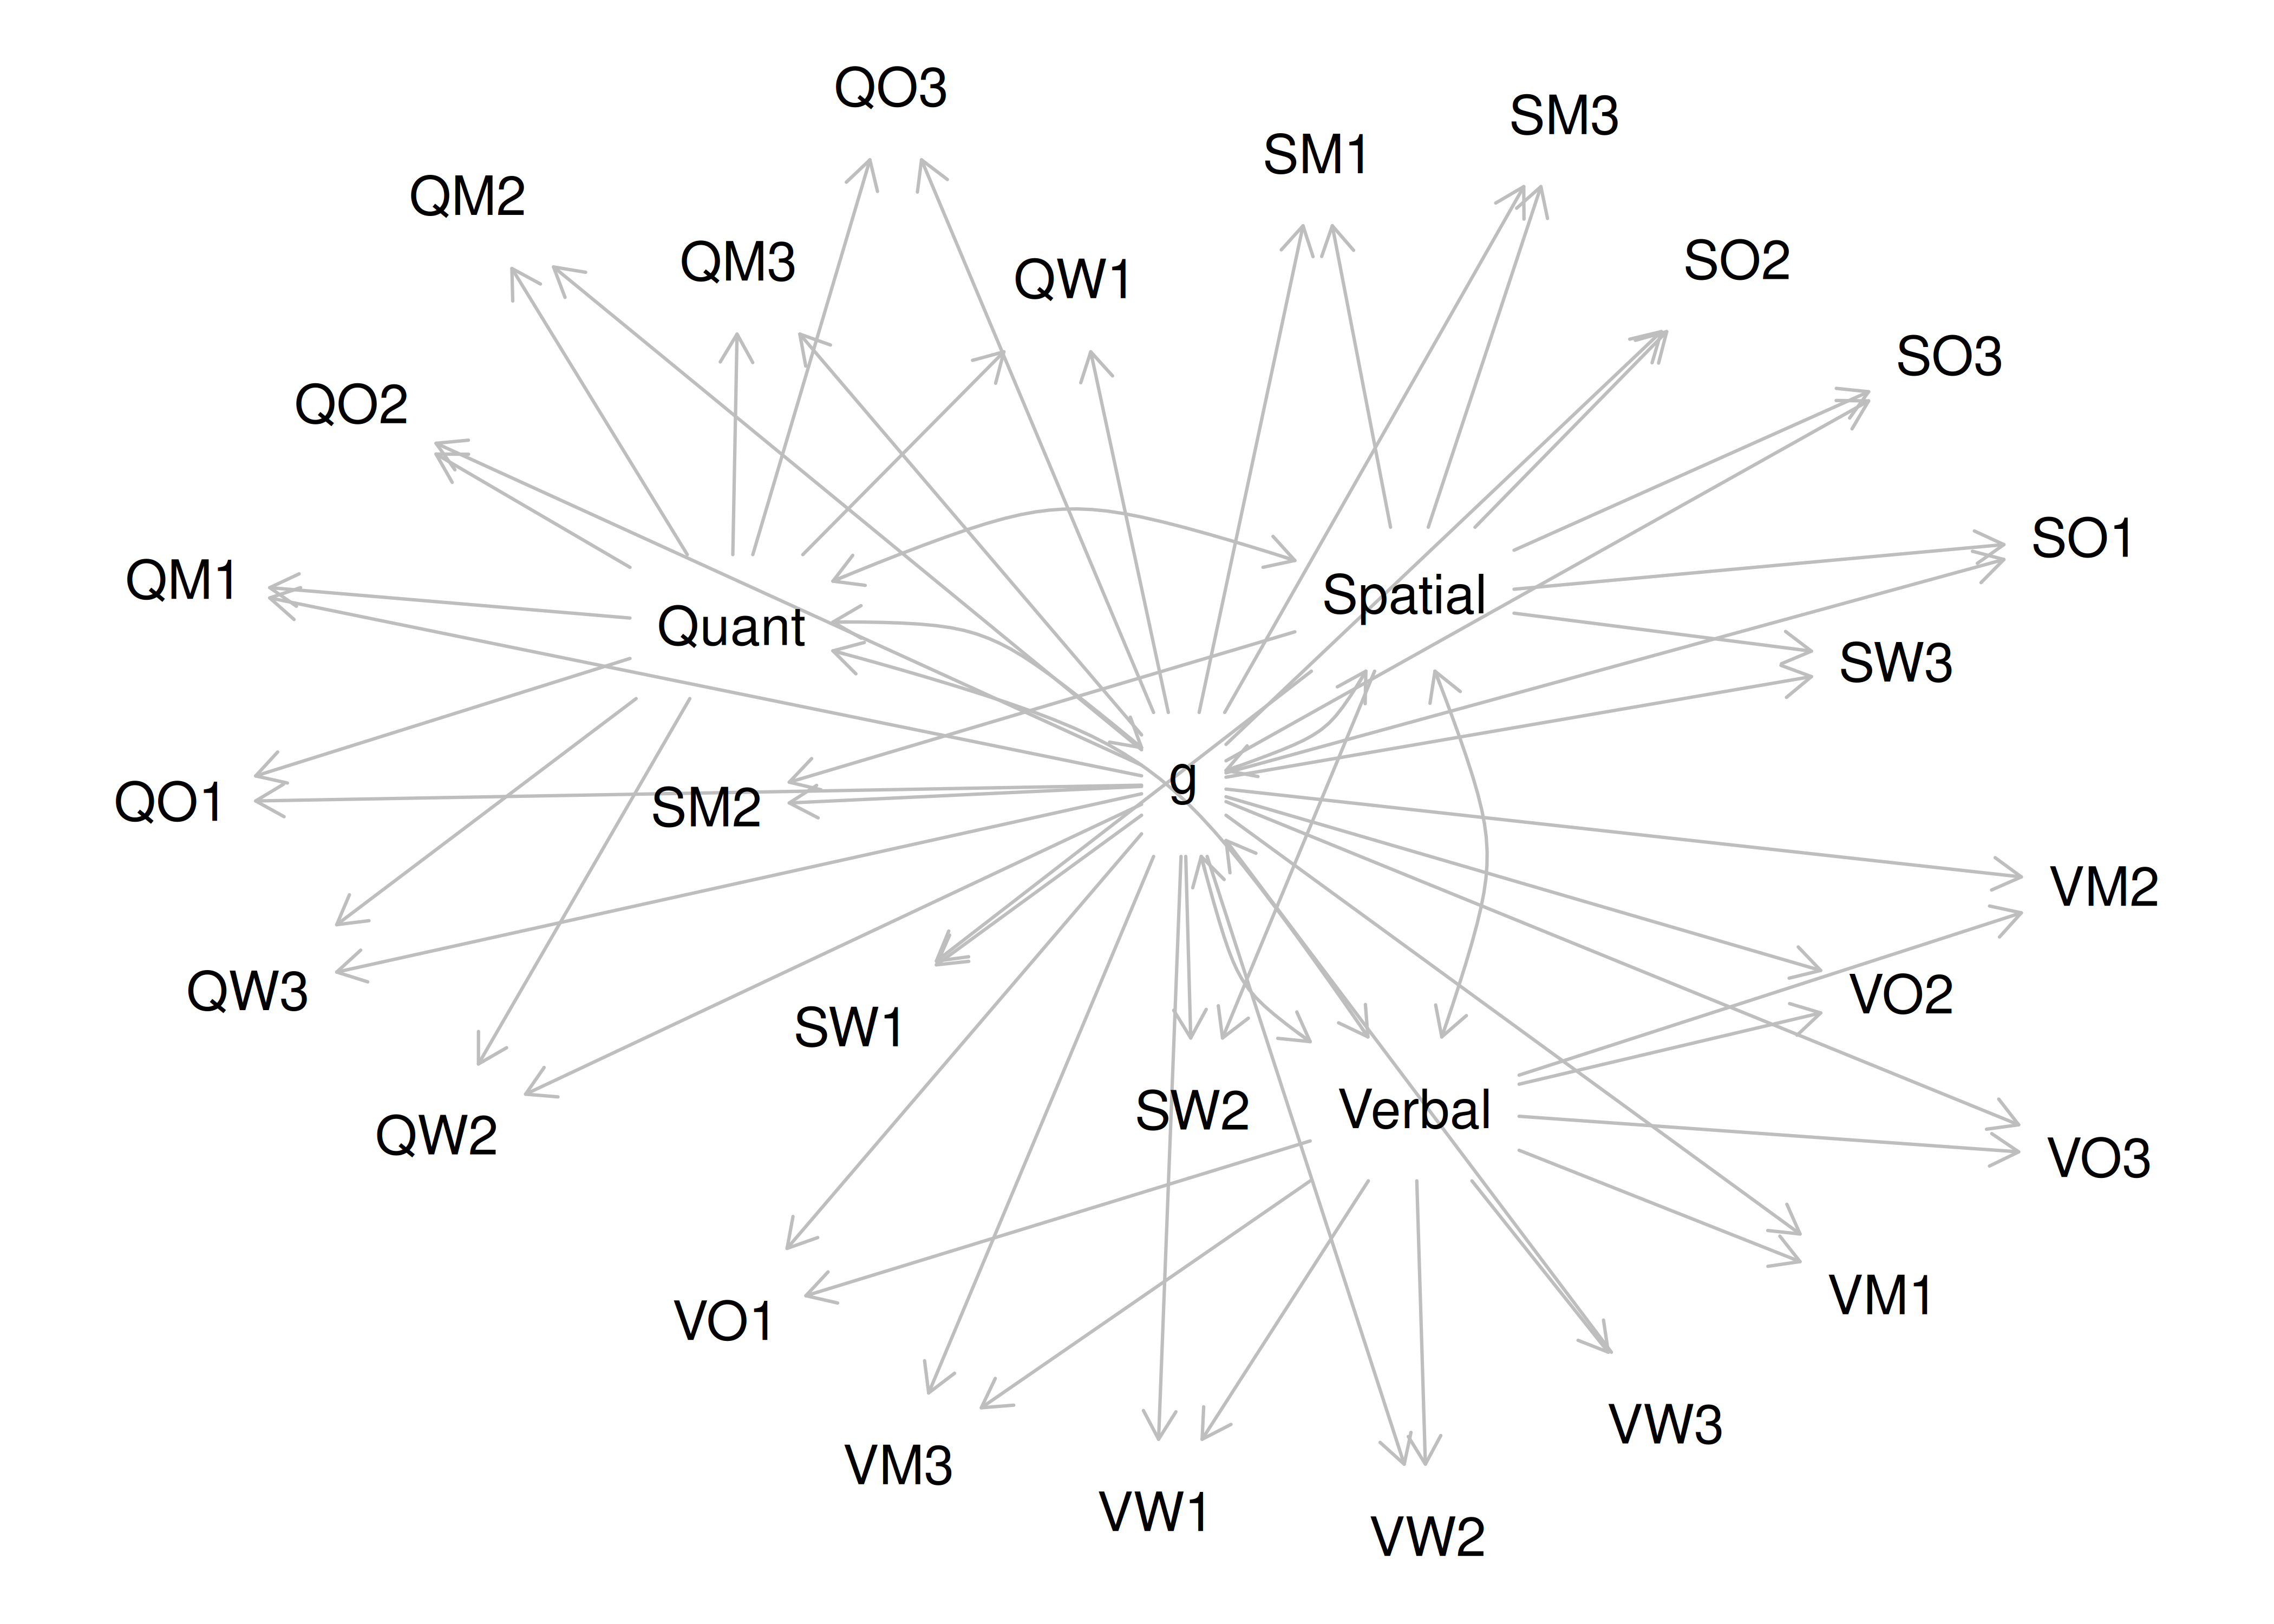 QO3
SM3
SM1
QM2
QM3
SO2
QW1
SO3
QO2
SO1
QM1
Spatial
Quant
SW3
g
QO1
SM2
VM2
QW3
VO2
SW1
SW2
Verbal
QW2
VO3
VM1
VO1
VW3
VM3
VW1
VW2